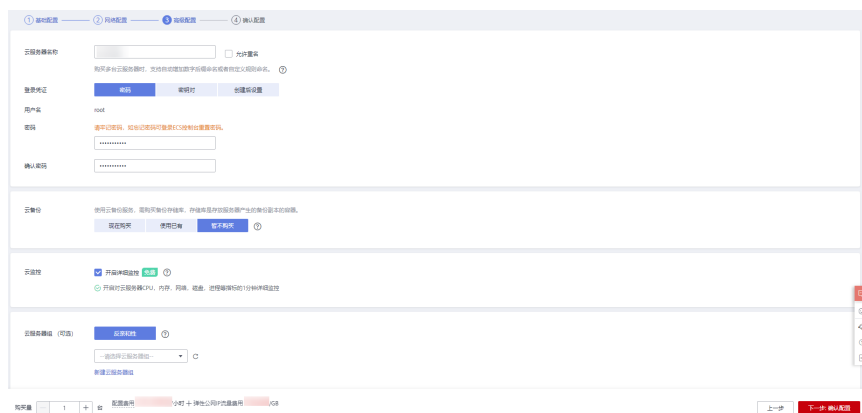 1 基础配置 2 网络配置 3 高级配置 4 确认配置
云服务器名称 允许重名
购买多台云服务器时，支持自动增加数字后缀命名或者自定义规则命名。
登录凭证 密码 密钥对 创建后设置
用户名 root
密码 请牢记密码，如忘记密码可登录ECS控制台重置密码。
•••••••••••
确认密码 •••••••••••
云备份 使用云备份服务，需购买备份存储库，存储库是存放服务器产生的备份副本的容器。
现在购买 使用已有 暂不购买
云监控 开启详细监控 免费
开启对云服务器CPU、内存、网络、磁盘、进程等指标的1分钟详细监控
云服务器组 （可选） 反亲和性
--请选择云服务器组--
新建云服务器组
购买量 - 1 + 台 配置费用 /小时 + 弹性公网IP流量费用 /GB
上一步 下一步: 确认配置